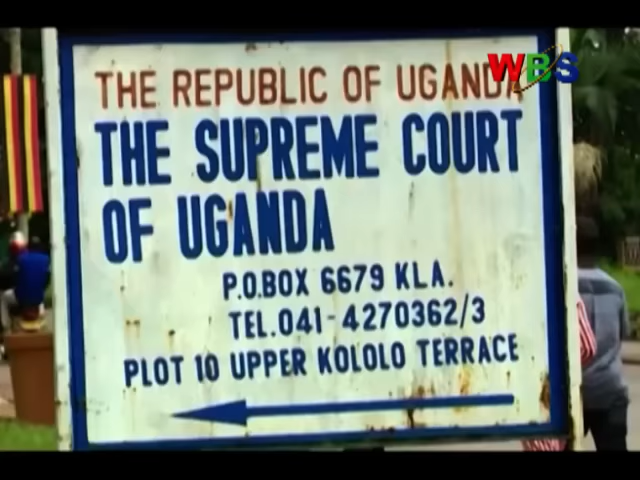 WBS
THE REPUBLIC OF UGANDA
THE SUPREME COURT
OF UGANDA
P.O.BOX 6679 KLA.
TEL.041-4270362/3
PLOT 10 UPPER KOLOLO TERRACE